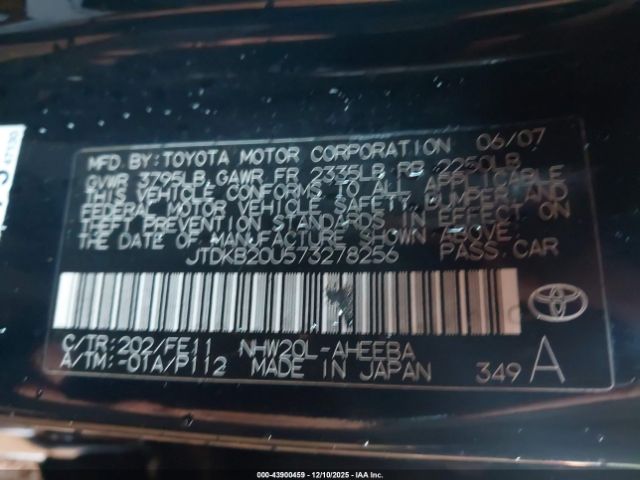 MFD. BY: TOYOTA MOTOR CORPORATION 06/07
GVWR 3795LB, GAWR FR 2335LB RR 2250LB
THIS VEHICLE CONFORMS TO ALL APPLICABLE
FEDERAL MOTOR VEHICLE SAFETY, BUMPER, AND
THEFT PREVENTION STANDARDS IN EFFECT ON
THE DATE OF MANUFACTURE SHOWN ABOVE.
JTDKB20U573278256 PASS. CAR
C/TR: 202/FE11 NHW20L-AHEEBA
A/TM: -01A/P112 MADE IN JAPAN 349 A
000-43900459 | 12/10/2025 | IAA Inc.